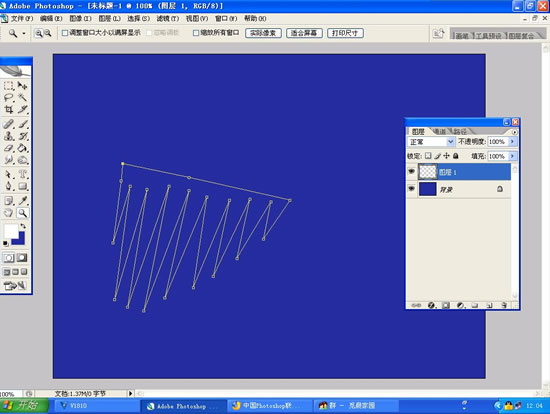 Adobe Photoshop - [未标题-1 @ 100% (图层 1, RGB/8)]
文件(F) 编辑(E) 图像(I) 图层(L) 选择(S) 滤镜(T) 视图(V) 窗口(W) 帮助(H)
调整窗口大小以满屏显示 忽略调板 缩放所有窗口 实际像素 适合屏幕 打印尺寸 画笔 工具预设 图层复合
图层 通道 路径
正常 不透明度: 100%
锁定: 填充: 100%
图层 1
背景
100% 文档:1.37M/0 字节
开始 V1810 Adobe Photoshop ... 中国Photoshop联... 12:04